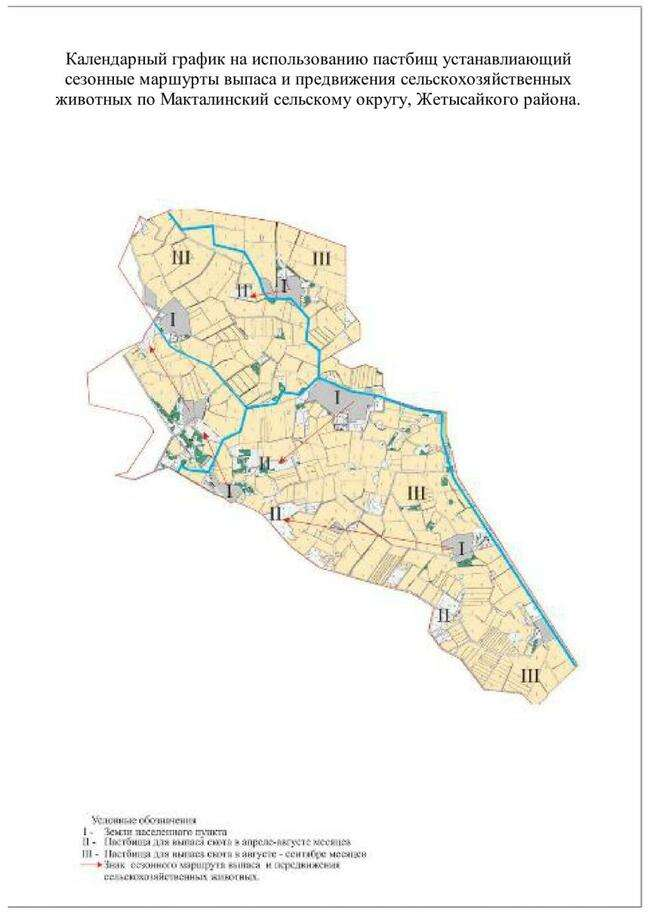 Календарный график на использованию пастбищ устанавлиающий
сезонные маршурты выпаса и предвижения сельскохозяйственных
животных по Макталинский сельскому округу, Жетысайкого района.
III
III
II
I
I
I
II
I
III
II
I
II
III
Условные обозначения
I - Земли населенного пункта
II - Пастбища для выпаса скота в апреле-августе месяцев
III - Пастбища для выпаса скота в августе - сентябре месяцев
Знак сезонного маршрута выпаса и передвижения
сельскохозяйственных животных.